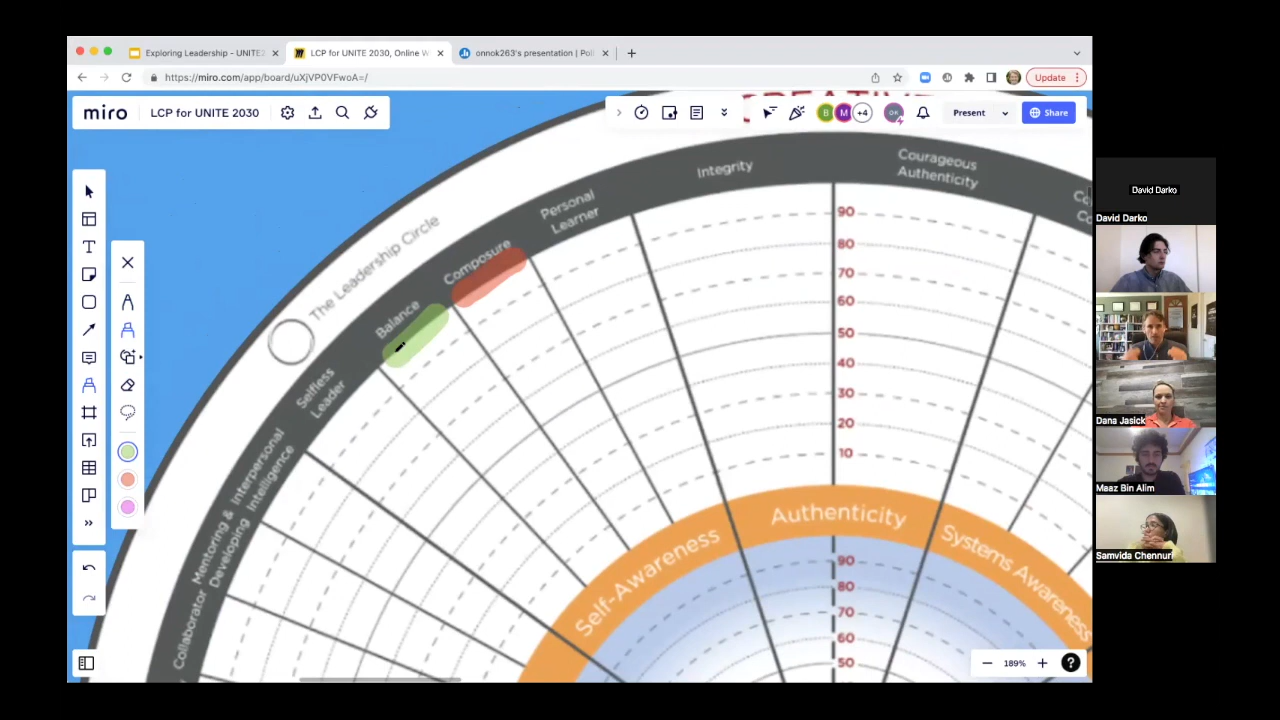 Exploring Leadership - UNITE2
LCP for UNITE 2030, Online W
onnok263's presentation | Poll
https://miro.com/app/board/uXjVP0VFwoA=/
Update
miro
LCP for UNITE 2030
B
M
+4
Present
Share
CREATIVE
The Leadership Circle
Collaborator
Mentoring &
Developing
Interpersonal
Intelligence
Selfless
Leader
Balance
Composure
Personal
Learner
Integrity
Courageous
Authenticity
90
80
70
60
50
40
30
20
10
Self-Awareness
Authenticity
Systems Awareness
90
80
70
60
50
189%
David Darko
David Darko
Dana Jasick
Maaz Bin Alim
Samvida Chennuri